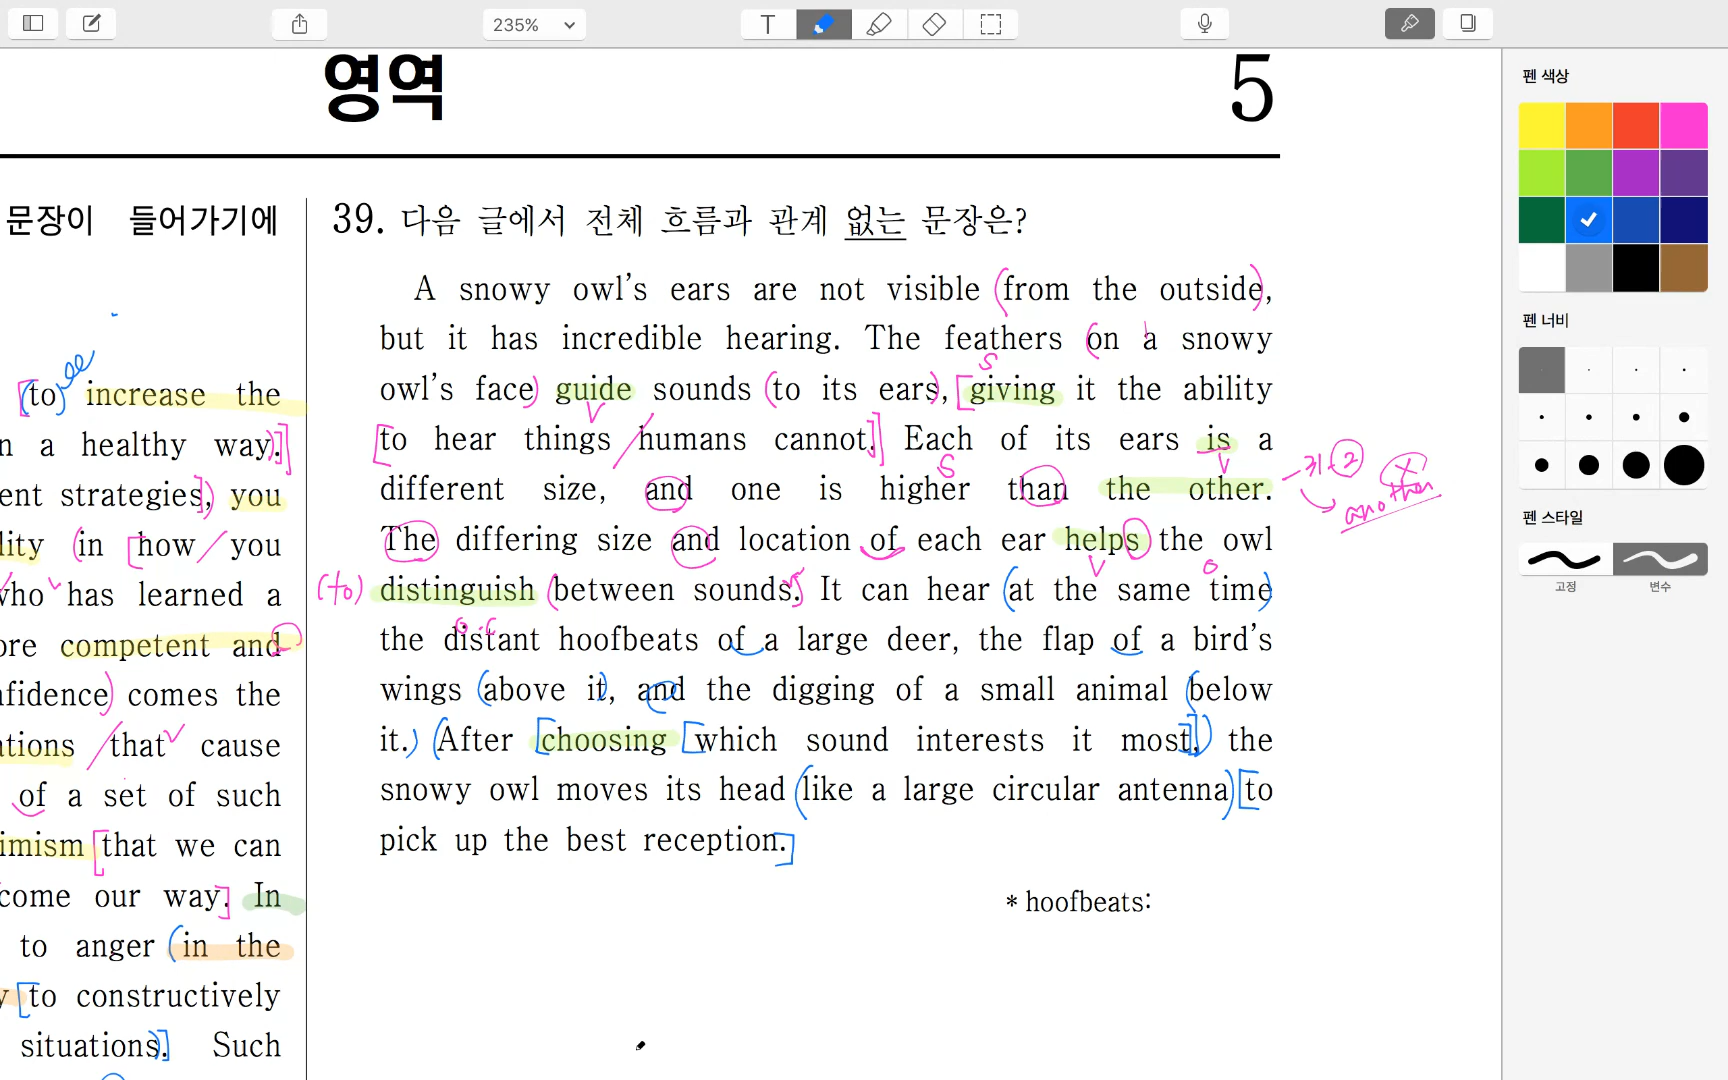 235%
T
영역
5
문장이 들어가기에
[(to) increase the
n a healthy way.)]
ent strategies]) you
lity (in [how / you
who has learned a
ore competent and
nfidence) comes the
ations / that cause
of a set of such
imism [that we can
come our way.] In
to anger (in the
y [to constructively
situations).] Such
39. 다음 글에서 전체 흐름과 관계 없는 문장은?
A snowy owl's ears are not visible (from the outside),
but it has incredible hearing. The feathers (on a snowy
S
owl's face) guide sounds (to its ears), [giving it the ability
V
[to hear things / humans cannot.]] Each of its ears is a
S V
different size, and one is higher than the other.
2
X
another
The differing size and location of each ear helps the owl
V O
(to) distinguish (between sounds.) It can hear (at the same time)
O.C
the distant hoofbeats of a large deer, the flap of a bird's
wings (above it), and the digging of a small animal (below
it.) (After [choosing [which sound interests it most]],) the
snowy owl moves its head (like a large circular antenna) [to
pick up the best reception.]
* hoofbeats:
펜 색상
펜 너비
펜 스타일
고정 변수